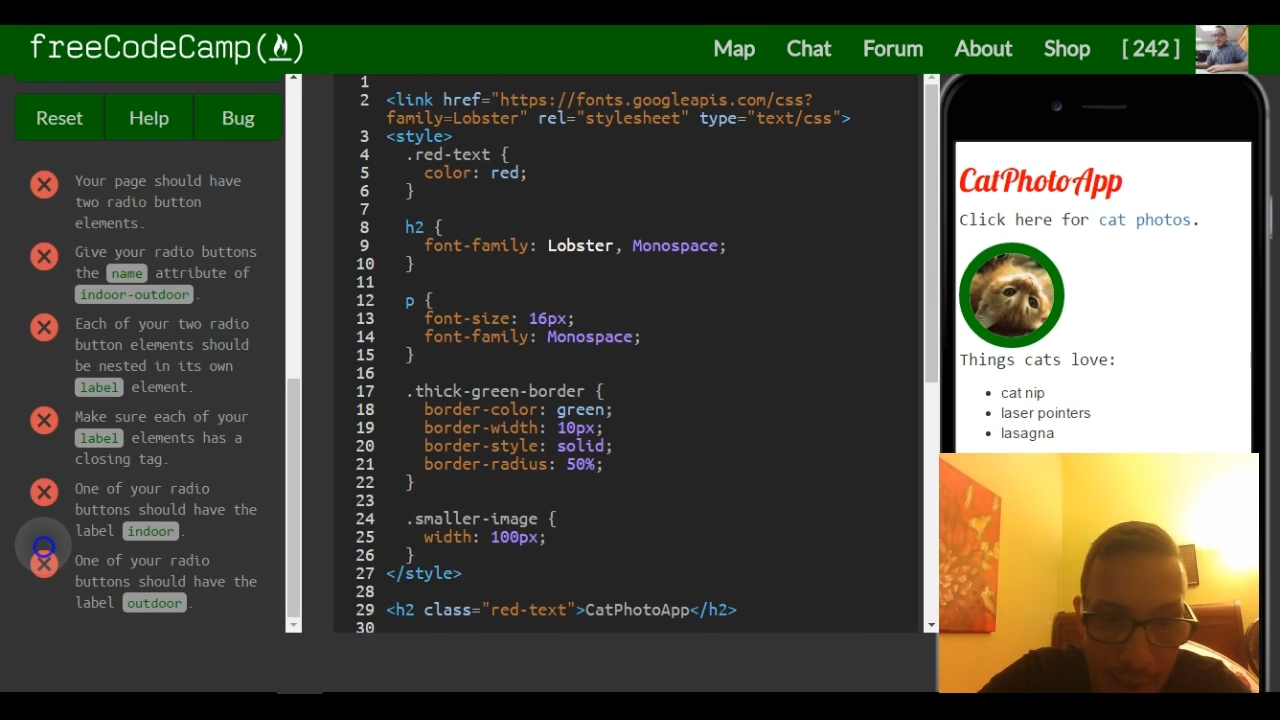 freeCodeCamp(🔥)
Map Chat Forum About Shop [ 242 ]
Reset Help Bug
Your page should have
two radio button
elements.
Give your radio buttons
the name attribute of
indoor-outdoor.
Each of your two radio
button elements should
be nested in its own
label element.
Make sure each of your
label elements has a
closing tag.
One of your radio
buttons should have the
label indoor.
One of your radio
buttons should have the
label outdoor.
1
2 <link href="https://fonts.googleapis.com/css?
family=Lobster" rel="stylesheet" type="text/css">
3 <style>
4 .red-text {
5 color: red;
6 }
7
8 h2 {
9 font-family: Lobster, Monospace;
10 }
11
12 p {
13 font-size: 16px;
14 font-family: Monospace;
15 }
16
17 .thick-green-border {
18 border-color: green;
19 border-width: 10px;
20 border-style: solid;
21 border-radius: 50%;
22 }
23
24 .smaller-image {
25 width: 100px;
26 }
27 </style>
28
29 <h2 class="red-text">CatPhotoApp</h2>
30
CatPhotoApp
Click here for cat photos.
Things cats love:
• cat nip
• laser pointers
• lasagna